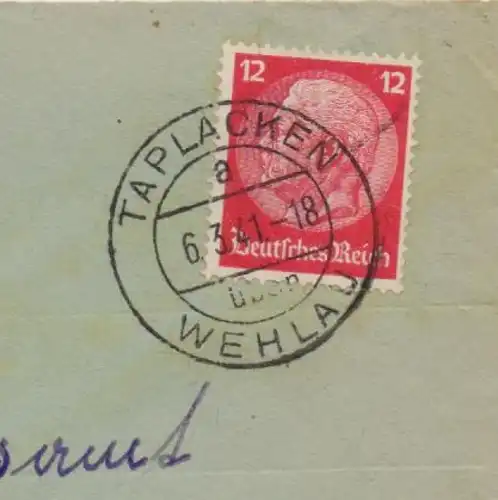 12 12
TAPLACKEN
a
6.3.41.-18
Deutsches Reich
über
WEHLAU